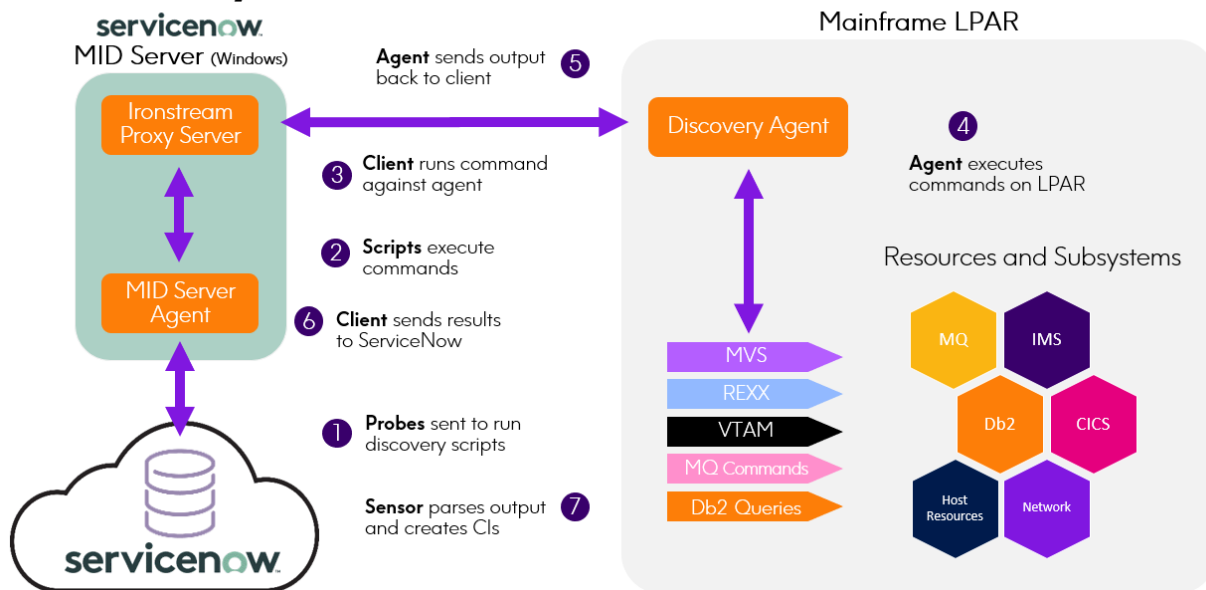 servicenow
MID Server (Windows)
Ironstream
Proxy Server
MID Server
Agent
servicenow
Agent sends output
back to client
5
3
Client runs command
against agent
2
Scripts execute
commands
6
Client sends results
to ServiceNow
1
Probes sent to run
discovery scripts
Sensor parses output
and creates CIs
7
Mainframe LPAR
Discovery Agent
4
Agent executes
commands on LPAR
MVS
REXX
VTAM
MQ Commands
Db2 Queries
Resources and Subsystems
MQ
IMS
Db2
CICS
Host
Resources
Network